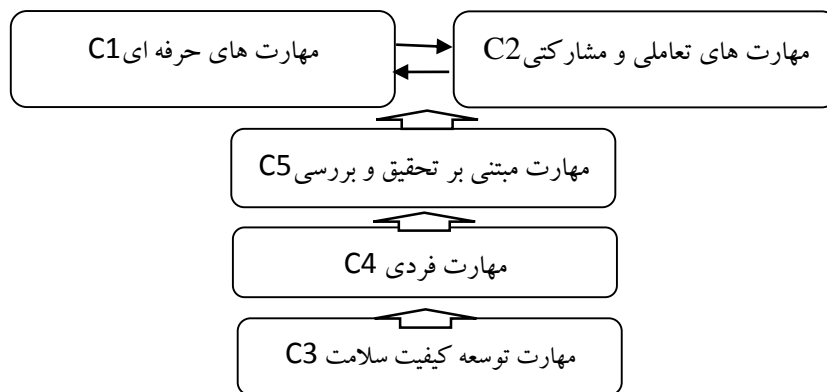 مهارت های حرفه ای C1
مهارت های تعاملی و مشارکتی C2
مهارت مبتنی بر تحقیق و بررسی C5
مهارت فردی C4
مهارت توسعه کیفیت سلامت C3